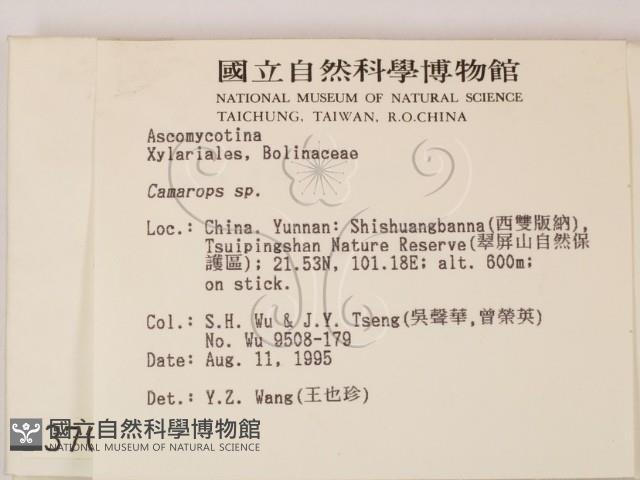 國立自然科學博物館
NATIONAL MUSEUM OF NATURAL SCIENCE
TAICHUNG, TAIWAN, R.O.CHINA
Ascomycotina
Xylariales, Bolinaceae
Camarops sp.
Loc.: China. Yunnan: Shishuangbanna(西雙版納),
Tsuipingshan Nature Reserve(翠屏山自然保
護區); 21.53N, 101.18E; alt. 600m;
on stick.
Col.: S.H. Wu & J.Y. Tseng(吳聲華,曾榮英)
No. Wu 9508-179
Date: Aug. 11, 1995
Det.: Y.Z. Wang(王也珍)
國立自然科學博物館
NATIONAL MUSEUM OF NATURAL SCIENCE